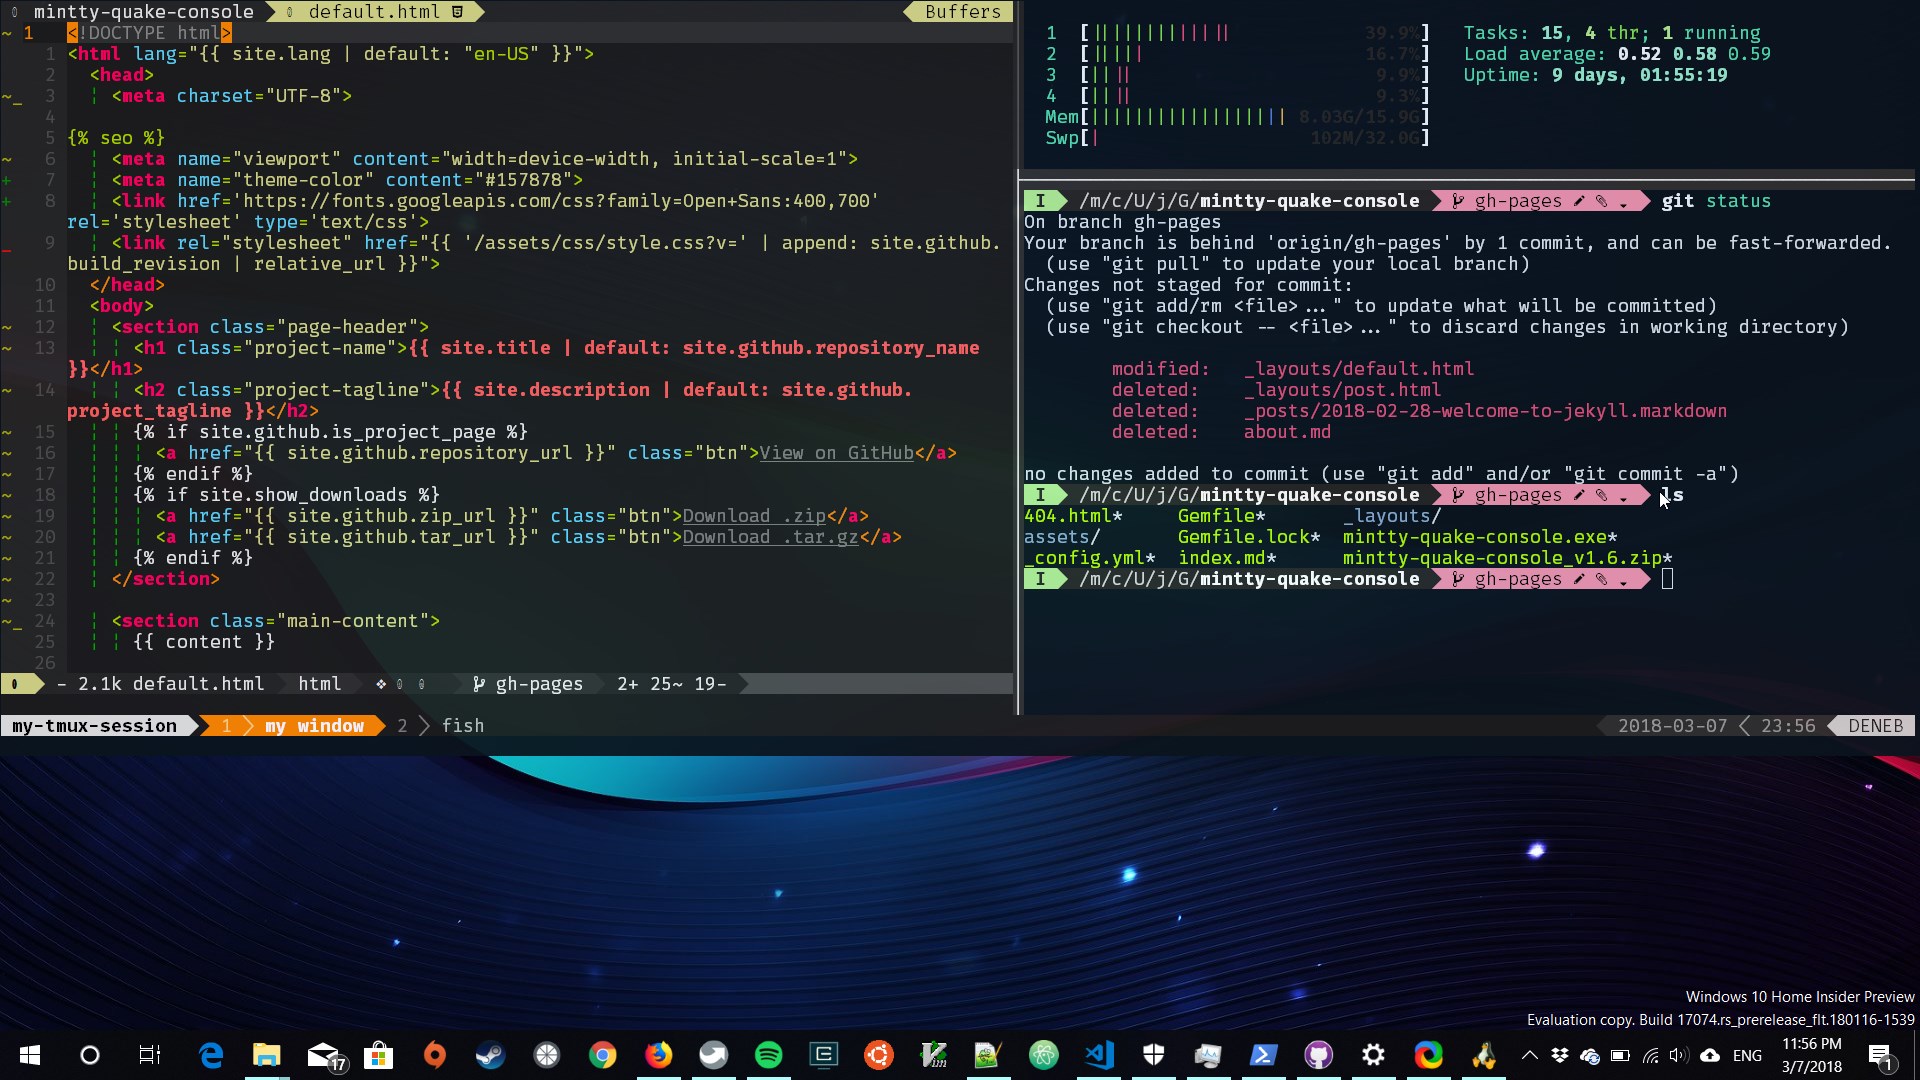 mintty-quake-console default.html Buffers
~ 1 <!DOCTYPE html>
1 <html lang="{{ site.lang | default: "en-US" }}">
2 <head>
~_ 3 <meta charset="UTF-8">
4
5 {% seo %}
~ 6 <meta name="viewport" content="width=device-width, initial-scale=1">
+ 7 <meta name="theme-color" content="#157878">
+ 8 <link href='https://fonts.googleapis.com/css?family=Open+Sans:400,700'
rel='stylesheet' type='text/css'>
_ 9 <link rel="stylesheet" href="{{ '/assets/css/style.css?v=' | append: site.github.
build_revision | relative_url }}">
10 </head>
11 <body>
~ 12 <section class="page-header">
~ 13 <h1 class="project-name">{{ site.title | default: site.github.repository_name
}}</h1>
~ 14 <h2 class="project-tagline">{{ site.description | default: site.github.
project_tagline }}</h2>
~ 15 {% if site.github.is_project_page %}
~ 16 <a href="{{ site.github.repository_url }}" class="btn">View on GitHub</a>
~ 17 {% endif %}
~ 18 {% if site.show_downloads %}
~ 19 <a href="{{ site.github.zip_url }}" class="btn">Download .zip</a>
~ 20 <a href="{{ site.github.tar_url }}" class="btn">Download .tar.gz</a>
~ 21 {% endif %}
~ 22 </section>
~ 23
~_ 24 <section class="main-content">
25 {{ content }}
26
- 2.1k default.html html gh-pages 2+ 25~ 19-
1 [||||||||||||| 39.9%]
2 [||||| 16.7%]
3 [|||| 9.9%]
4 [|||| 9.3%]
Mem[|||||||||||||||||| 8.03G/15.9G]
Swp[| 102M/32.0G]
Tasks: 15, 4 thr; 1 running
Load average: 0.52 0.58 0.59
Uptime: 9 days, 01:55:19
I /m/c/U/j/G/mintty-quake-console gh-pages git status
On branch gh-pages
Your branch is behind 'origin/gh-pages' by 1 commit, and can be fast-forwarded.
(use "git pull" to update your local branch)
Changes not staged for commit:
(use "git add/rm <file>..." to update what will be committed)
(use "git checkout -- <file>..." to discard changes in working directory)
modified: _layouts/default.html
deleted: _layouts/post.html
deleted: _posts/2018-02-28-welcome-to-jekyll.markdown
deleted: about.md
no changes added to commit (use "git add" and/or "git commit -a")
I /m/c/U/j/G/mintty-quake-console gh-pages ls
404.html* Gemfile* _layouts/
assets/ Gemfile.lock* mintty-quake-console.exe*
_config.yml* index.md* mintty-quake-console_v1.6.zip*
I /m/c/U/j/G/mintty-quake-console gh-pages
my-tmux-session 1 my window 2 fish 2018-03-07 23:56 DENEB
Windows 10 Home Insider Preview
Evaluation copy. Build 17074.rs_prerelease_flt.180116-1539
17 ENG 11:56 PM 1
3/7/2018